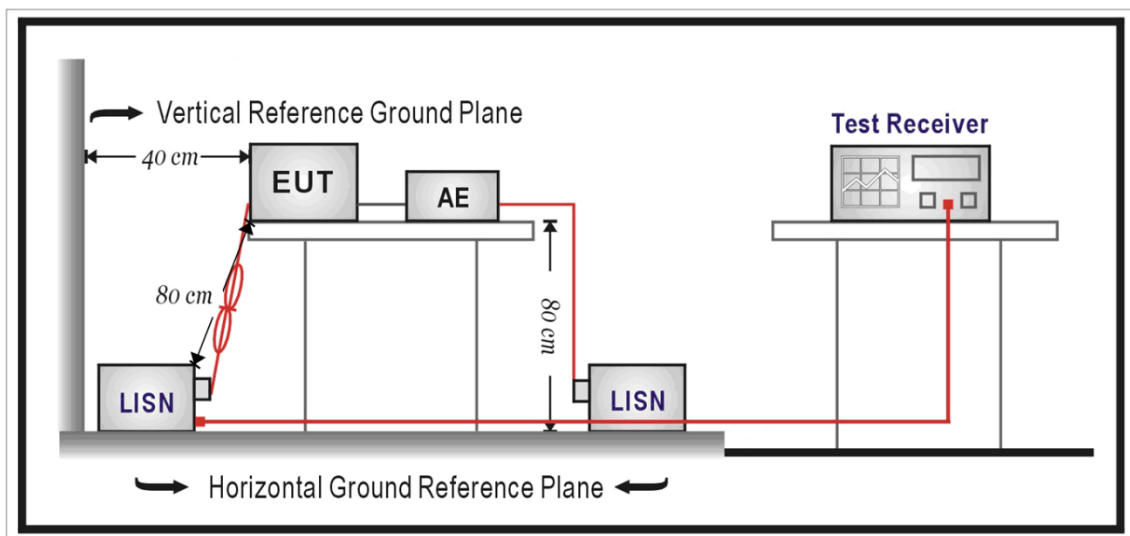 Vertical Reference Ground Plane
Test Receiver
40 cm
EUT
AE
80 cm
80 cm
LISN
LISN
Horizontal Ground Reference Plane